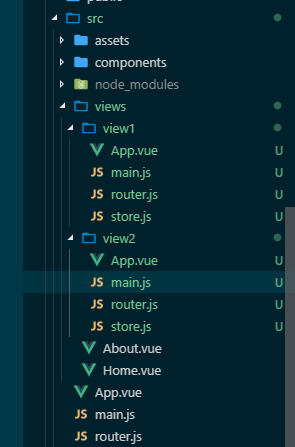 public
src
assets
components
node_modules
views
view1
App.vue U
JS main.js U
JS router.js U
JS store.js U
view2
App.vue U
JS main.js U
JS router.js U
JS store.js U
About.vue
Home.vue
App.vue
JS main.js
JS router.js